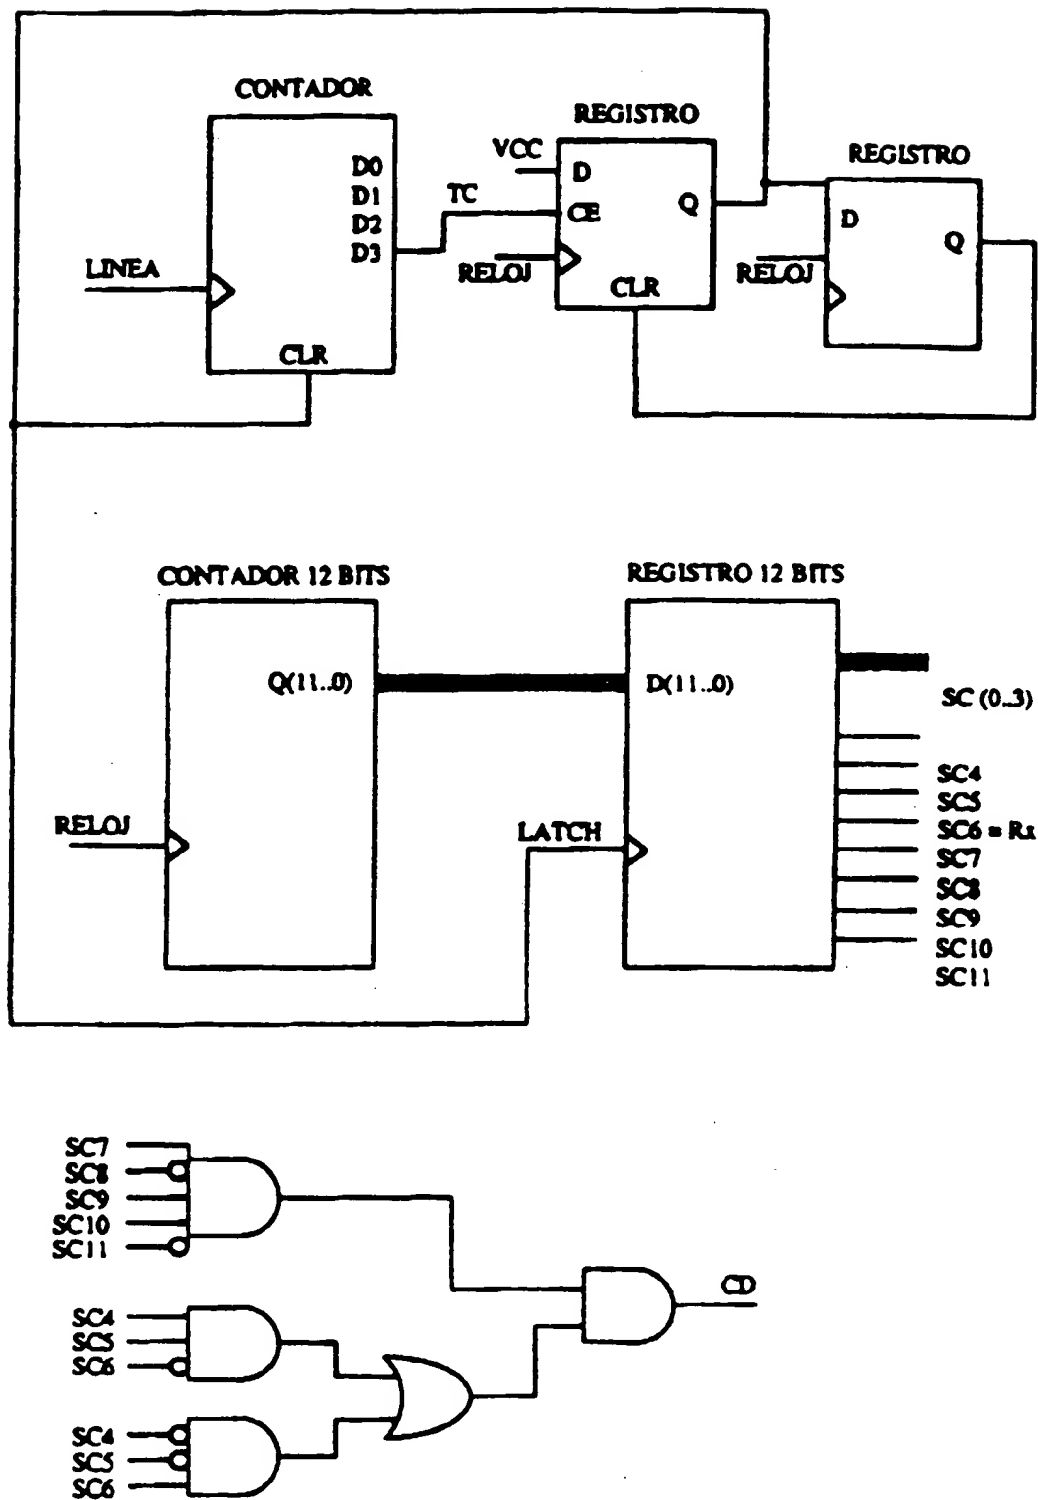 CONTADOR
REGISTRO
REGISTRO
D0
D1
D2
D3
TC
LINEA
CLR
VCC
D
CE
Q
RELOJ
CLR
D
Q
RELOJ
CONTADOR 12 BITS
REGISTRO 12 BITS
Q(11..0)
D(11..0)
RELOJ
LATCH
SC (0..3)
SC4
SC5
SC6 = Rx
SC7
SC8
SC9
SC10
SC11
SC7
SC8
SC9
SC10
SC11
SC4
SC5
SC6
SC4
SC5
SC6
CD